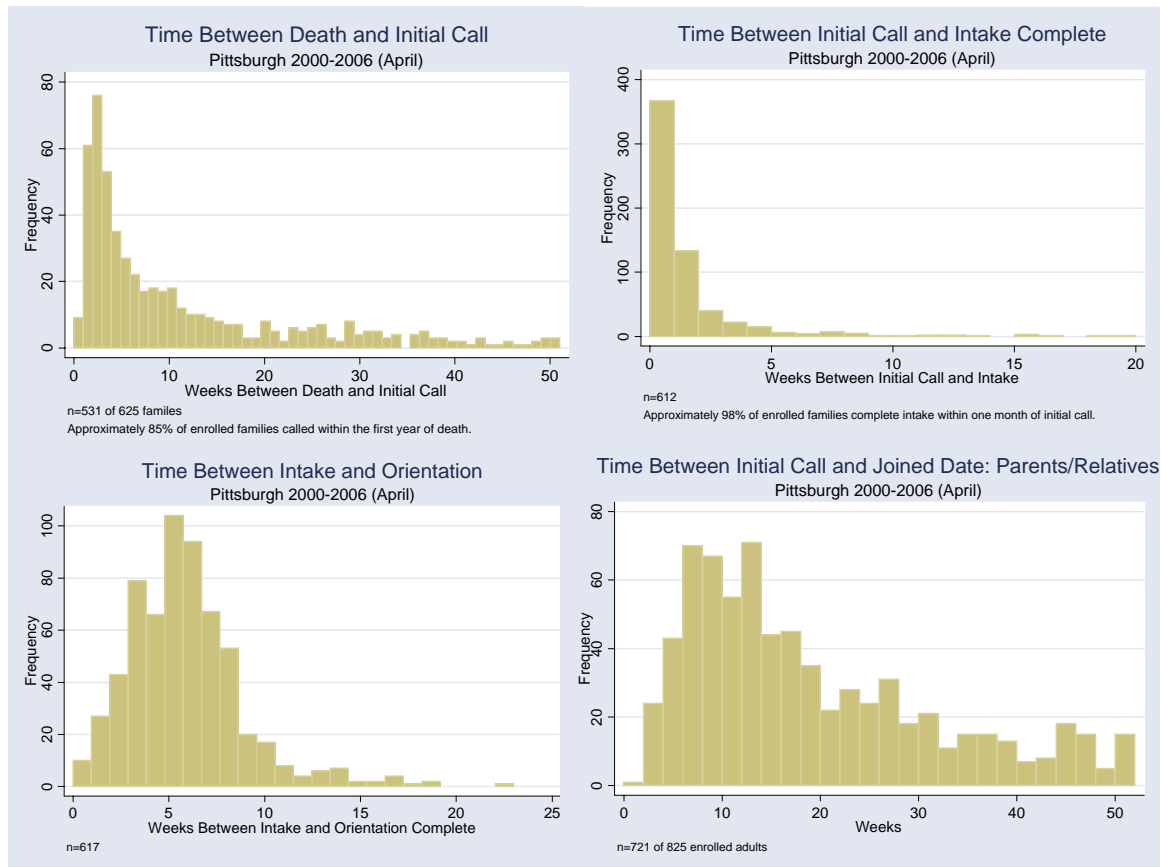 Time Between Death and Initial Call
Pittsburgh 2000-2006 (April)
Frequency
80
60
40
20
0
0 10 20 30 40 50
Weeks Between Death and Initial Call
n=531 of 625 familes
Approximately 85% of enrolled families called within the first year of death.
Time Between Initial Call and Intake Complete
Pittsburgh 2000-2006 (April)
Frequency
400
300
200
100
0
0 5 10 15 20
Weeks Between Initial Call and Intake
n=612
Approximately 98% of enrolled families complete intake within one month of initial call.
Time Between Intake and Orientation
Pittsburgh 2000-2006 (April)
Frequency
100
80
60
40
20
0
0 5 10 15 20 25
Weeks Between Intake and Orientation Complete
n=617
Time Between Initial Call and Joined Date: Parents/Relatives
Pittsburgh 2000-2006 (April)
Frequency
80
60
40
20
0
0 10 20 30 40 50
Weeks
n=721 of 825 enrolled adults